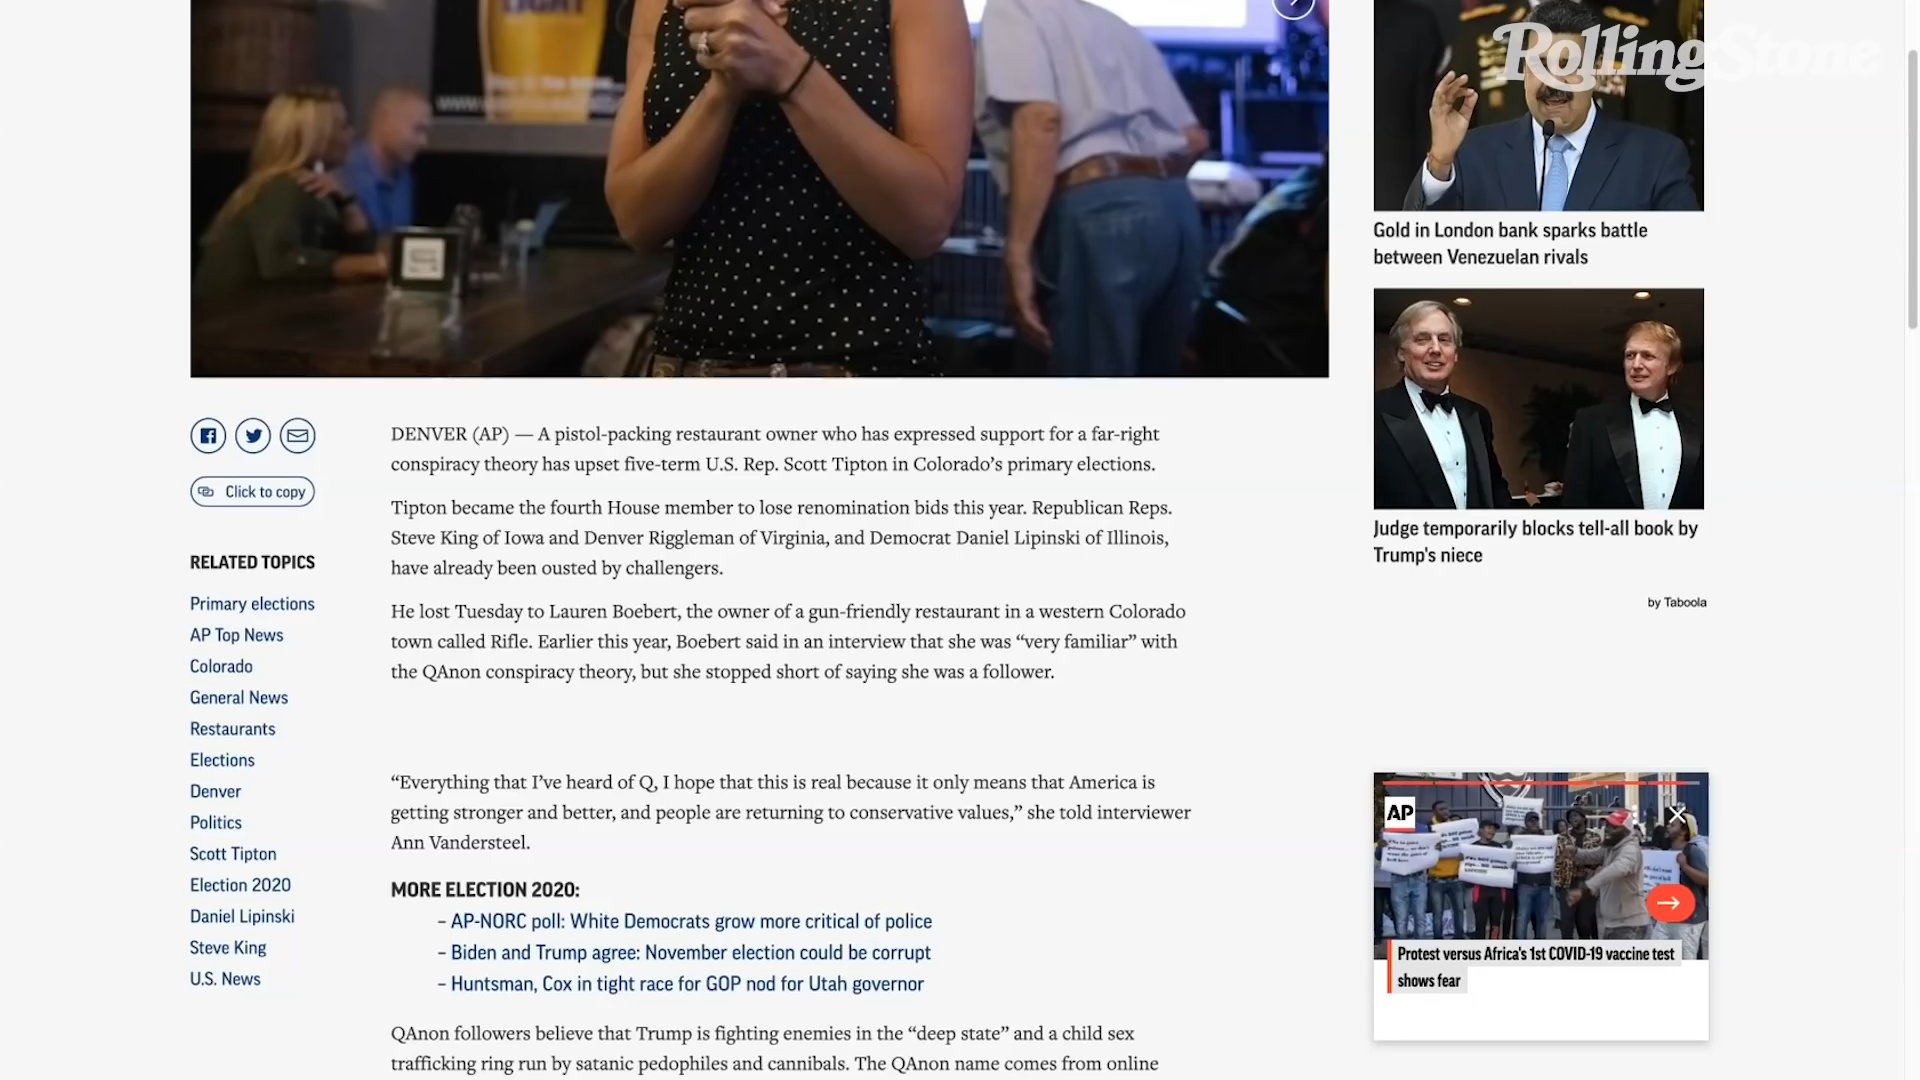 LIGHT
RollingStone
Gold in London bank sparks battle
between Venezuelan rivals
Judge temporarily blocks tell-all book by
Trump's niece
by Taboola
Click to copy
RELATED TOPICS
Primary elections
AP Top News
Colorado
General News
Restaurants
Elections
Denver
Politics
Scott Tipton
Election 2020
Daniel Lipinski
Steve King
U.S. News
DENVER (AP) — A pistol-packing restaurant owner who has expressed support for a far-right
conspiracy theory has upset five-term U.S. Rep. Scott Tipton in Colorado’s primary elections.
Tipton became the fourth House member to lose renomination bids this year. Republican Reps.
Steve King of Iowa and Denver Riggleman of Virginia, and Democrat Daniel Lipinski of Illinois,
have already been ousted by challengers.
He lost Tuesday to Lauren Boebert, the owner of a gun-friendly restaurant in a western Colorado
town called Rifle. Earlier this year, Boebert said in an interview that she was “very familiar” with
the QAnon conspiracy theory, but she stopped short of saying she was a follower.
“Everything that I’ve heard of Q, I hope that this is real because it only means that America is
getting stronger and better, and people are returning to conservative values,” she told interviewer
Ann Vandersteel.
MORE ELECTION 2020:
– AP-NORC poll: White Democrats grow more critical of police
– Biden and Trump agree: November election could be corrupt
– Huntsman, Cox in tight race for GOP nod for Utah governor
QAnon followers believe that Trump is fighting enemies in the “deep state” and a child sex
trafficking ring run by satanic pedophiles and cannibals. The QAnon name comes from online
AP
Protest versus Africa's 1st COVID-19 vaccine test
shows fear